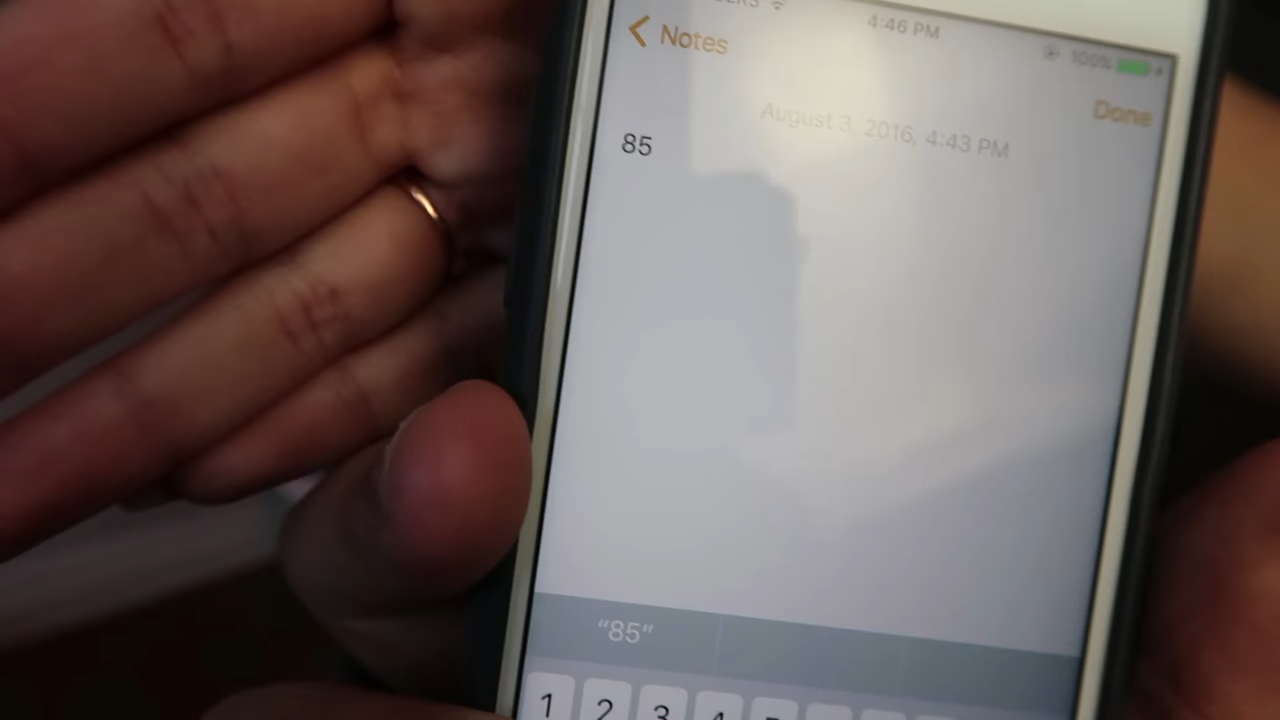 4:46 PM
100%
Notes
Done
August 3, 2016, 4:43 PM
85
“85”
1 2 3 4